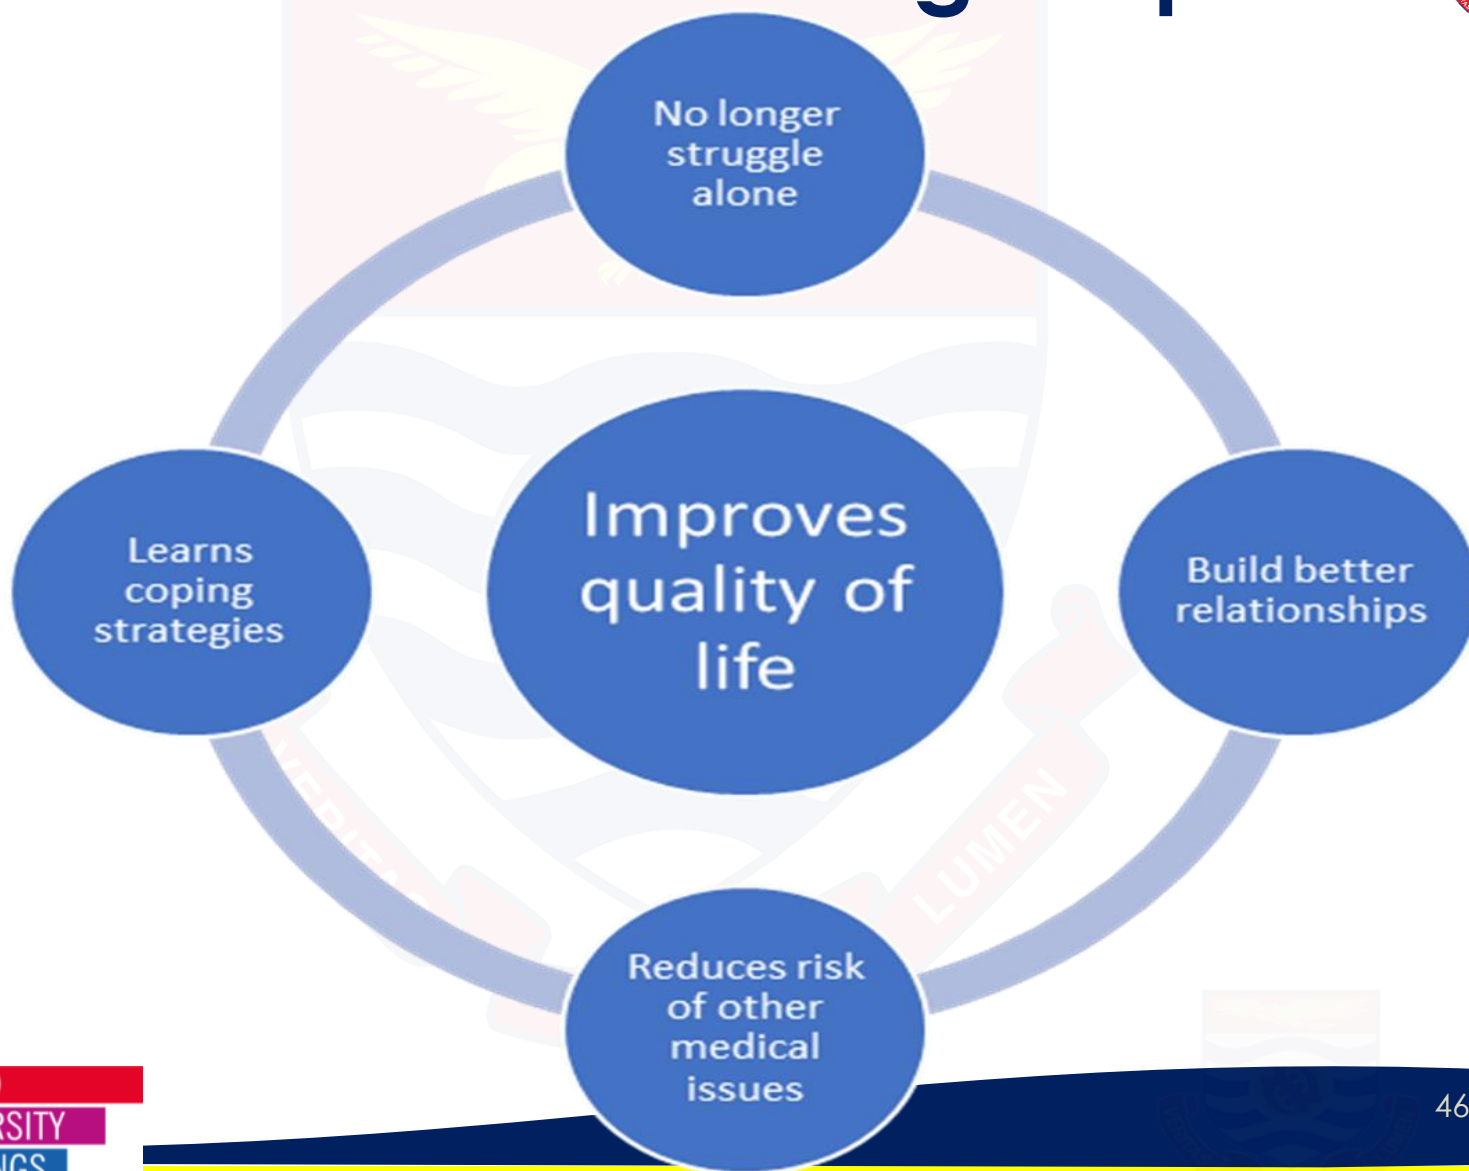 No longer
struggle
alone
Improves
quality of
life
Learns
coping
strategies
Build better
relationships
Reduces risk
of other
medical
issues
LUMEN
46